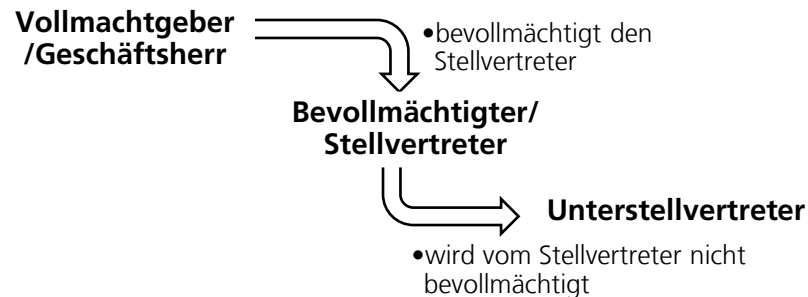 Vollmachtgeber
/Geschäftsherr
•bevollmächtigt den
Stellvertreter
Bevollmächtigter/
Stellvertreter
Unterstellvertreter
•wird vom Stellvertreter nicht
bevollmächtigt